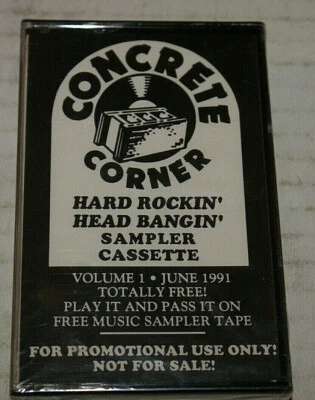 CONCRETE
CORNER
HARD ROCKIN'
HEAD BANGIN'
SAMPLER
CASSETTE
VOLUME 1 • JUNE 1991
TOTALLY FREE!
PLAY IT AND PASS IT ON
FREE MUSIC SAMPLER TAPE
FOR PROMOTIONAL USE ONLY!
NOT FOR SALE!